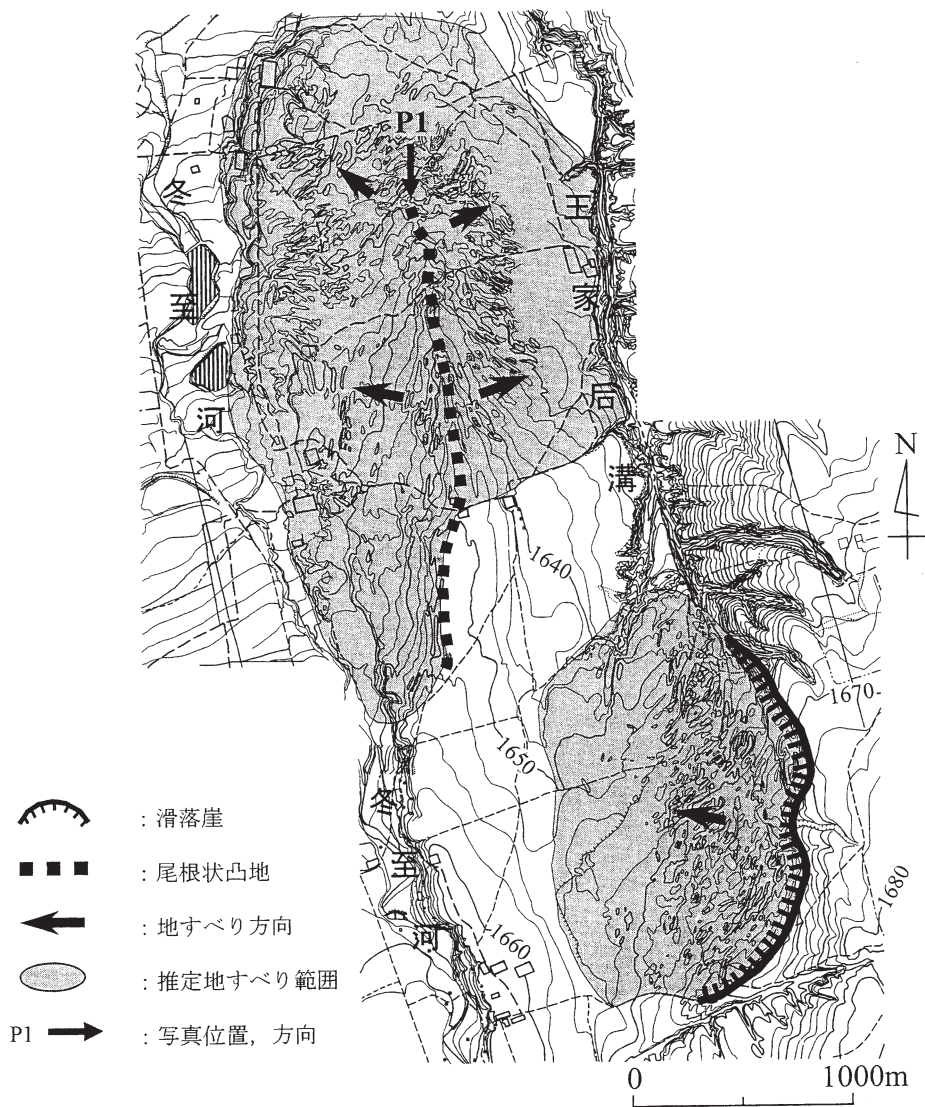 P1
冬
至
河
王
家
后
溝
N
1640
1650
1660
1670
1680
冬
至
河
: 滑落崖
: 尾根状凸地
: 地すべり方向
: 推定地すべり範囲
P1 : 写真位置，方向
0 1000m